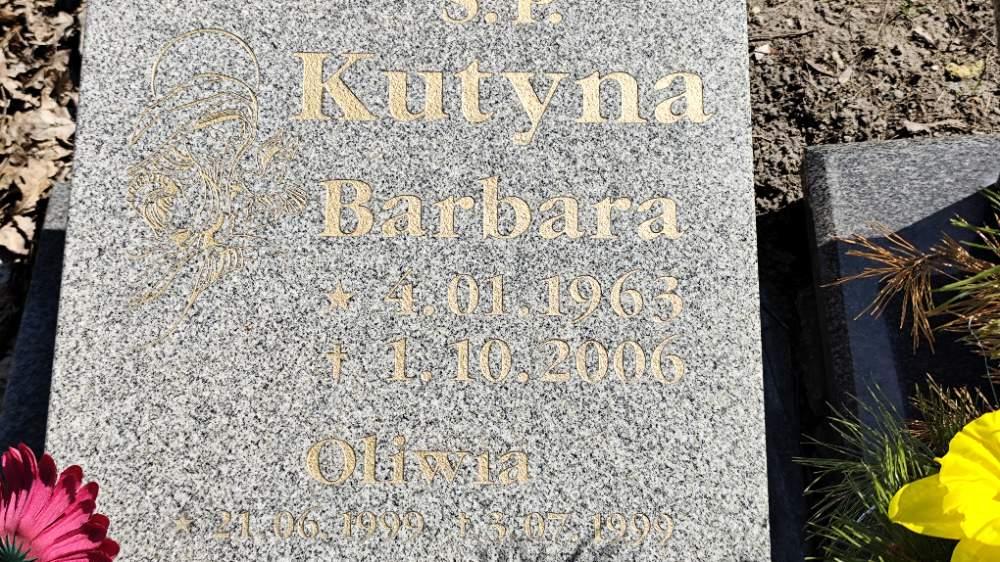 S. P.
Kutyna
Barbara
★ 4.01.1963
† 1.10.2006
Oliwia
★ 21.06.1999 † 3.07.1999